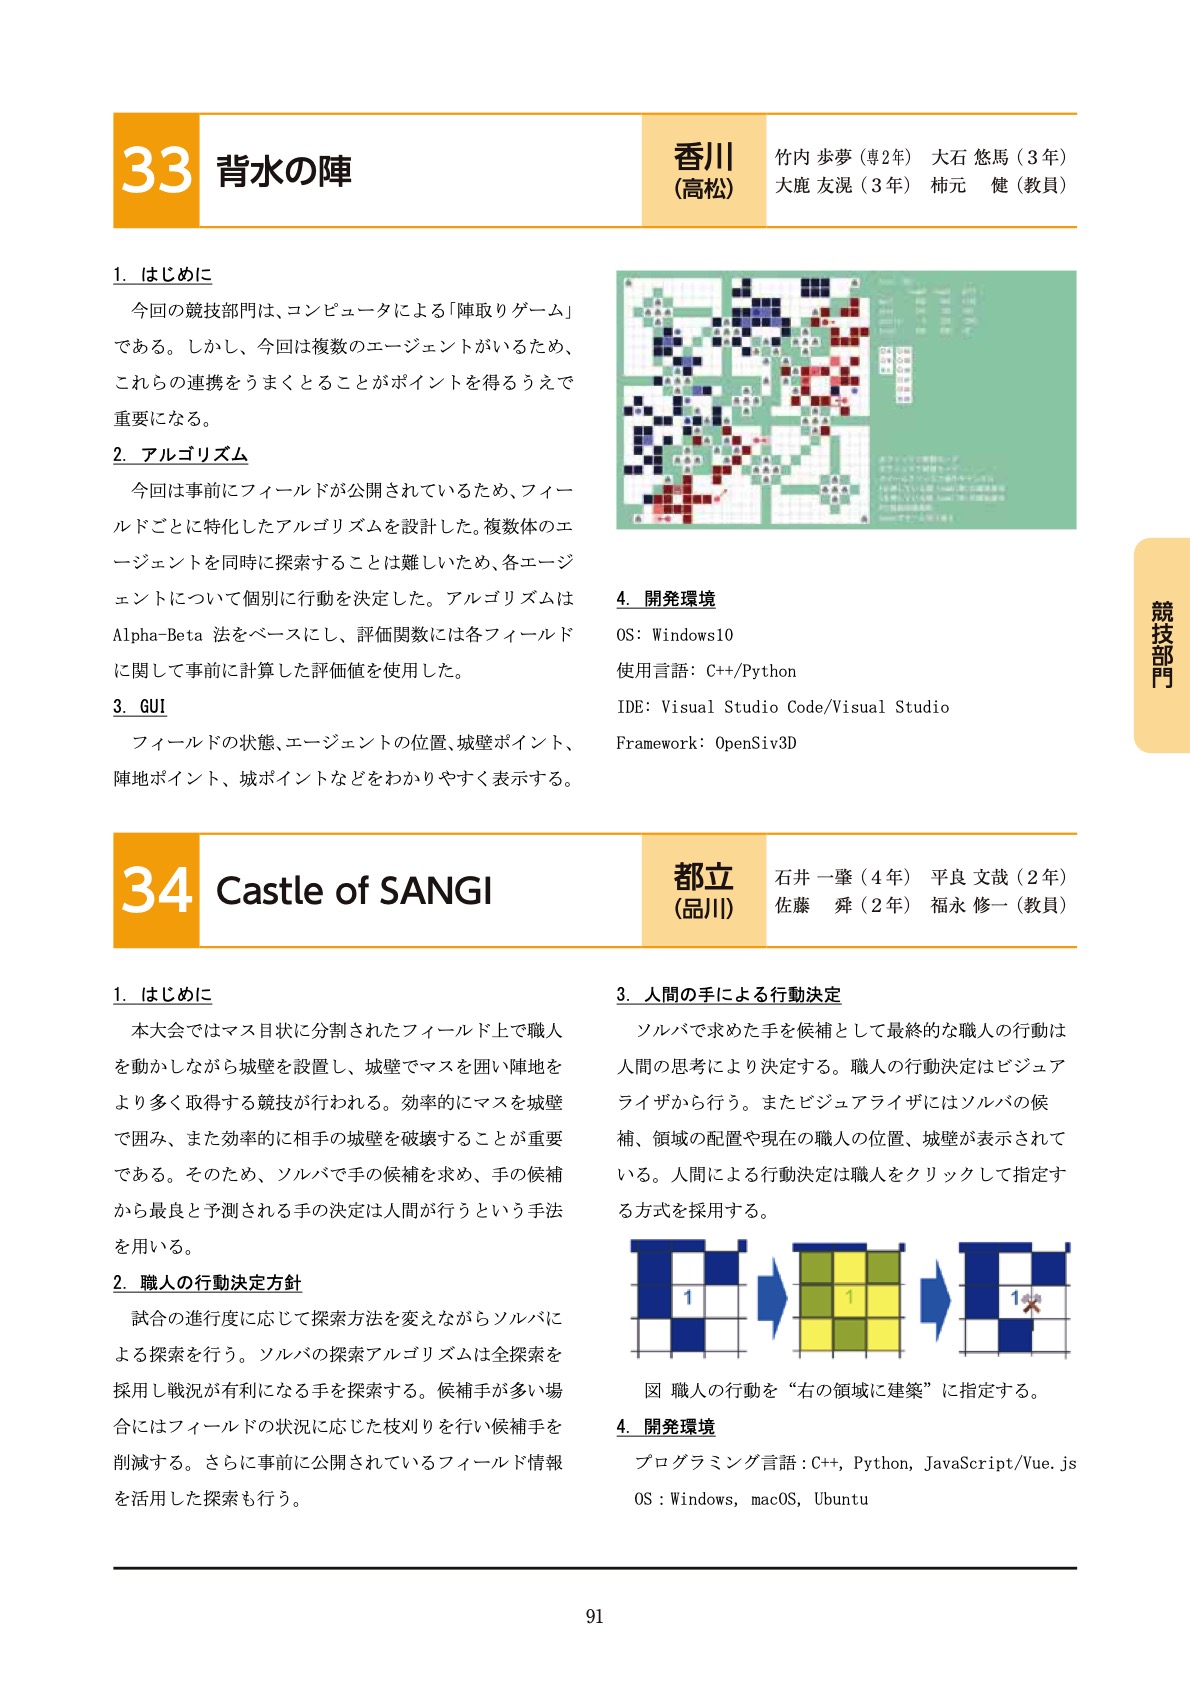 33 背水の陣
香川
(高松)
竹内 歩夢（専2年） 大石 悠馬（3年）
大鹿 友滉（3年） 柿元 健（教員）
1. はじめに
今回の競技部門は、コンピュータによる「陣取りゲーム」
である。しかし、今回は複数のエージェントがいるため、
これらの連携をうまくとることがポイントを得るうえで
重要になる。
2. アルゴリズム
今回は事前にフィールドが公開されているため、フィー
ルドごとに特化したアルゴリズムを設計した。複数体のエ
ージェントを同時に探索することは難しいため、各エージ
ェントについて個別に行動を決定した。アルゴリズムは
Alpha-Beta 法をベースにし、評価関数には各フィールド
に関して事前に計算した評価値を使用した。
3. GUI
フィールドの状態、エージェントの位置、城壁ポイント、
陣地ポイント、城ポイントなどをわかりやすく表示する。
4. 開発環境
OS: Windows10
使用言語: C++/Python
IDE: Visual Studio Code/Visual Studio
Framework: OpenSiv3D
競技部門
34 Castle of SANGI
都立
(品川)
石井 一肇（4年） 平良 文哉（2年）
佐藤 舜（2年） 福永 修一（教員）
1. はじめに
本大会ではマス目状に分割されたフィールド上で職人
を動かしながら城壁を設置し、城壁でマスを囲い陣地を
より多く取得する競技が行われる。効率的にマスを城壁
で囲み、また効率的に相手の城壁を破壊することが重要
である。そのため、ソルバで手の候補を求め、手の候補
から最良と予測される手の決定は人間が行うという手法
を用いる。
2. 職人の行動決定方針
試合の進行度に応じて探索方法を変えながらソルバに
よる探索を行う。ソルバの探索アルゴリズムは全探索を
採用し戦況が有利になる手を探索する。候補手が多い場
合にはフィールドの状況に応じた枝刈りを行い候補手を
削減する。さらに事前に公開されているフィールド情報
を活用した探索も行う。
3. 人間の手による行動決定
ソルバで求めた手を候補として最終的な職人の行動は
人間の思考により決定する。職人の行動決定はビジュア
ライザから行う。またビジュアライザにはソルバの候
補、領域の配置や現在の職人の位置、城壁が表示されて
いる。人間による行動決定は職人をクリックして指定す
る方式を採用する。
1 1 1
図 職人の行動を“右の領域に建築”に指定する。
4. 開発環境
プログラミング言語：C++, Python, JavaScript/Vue.js
OS：Windows, macOS, Ubuntu
91